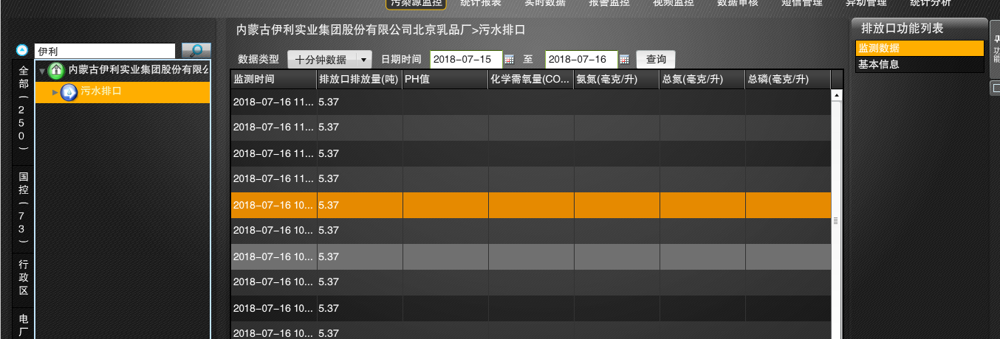 污染源监控 统计报表 实时数据 报警监控 视频监控 数据审核 短信管理 异动管理 统计分析
内蒙古伊利实业集团股份有限公司北京乳品厂>污水排口
排放口功能列表
伊利
数据类型 十分钟数据 日期时间 2018-07-15 至 2018-07-16 查询
监测数据
基本信息
功能
全部(250)
国控(73)
行政区
电厂
内蒙古伊利实业集团股份有限公
污水排口
监测时间 排放口排放量(吨) PH值 化学需氧量(CO... 氨氮(毫克/升) 总氮(毫克/升) 总磷(毫克/升)
2018-07-16 11... 5.37
2018-07-16 11... 5.37
2018-07-16 11... 5.37
2018-07-16 11... 5.37
2018-07-16 10... 5.37
2018-07-16 10... 5.37
2018-07-16 10... 5.37
2018-07-16 10... 5.37
2018-07-16 10... 5.37
2018-07-16 10... 5.37